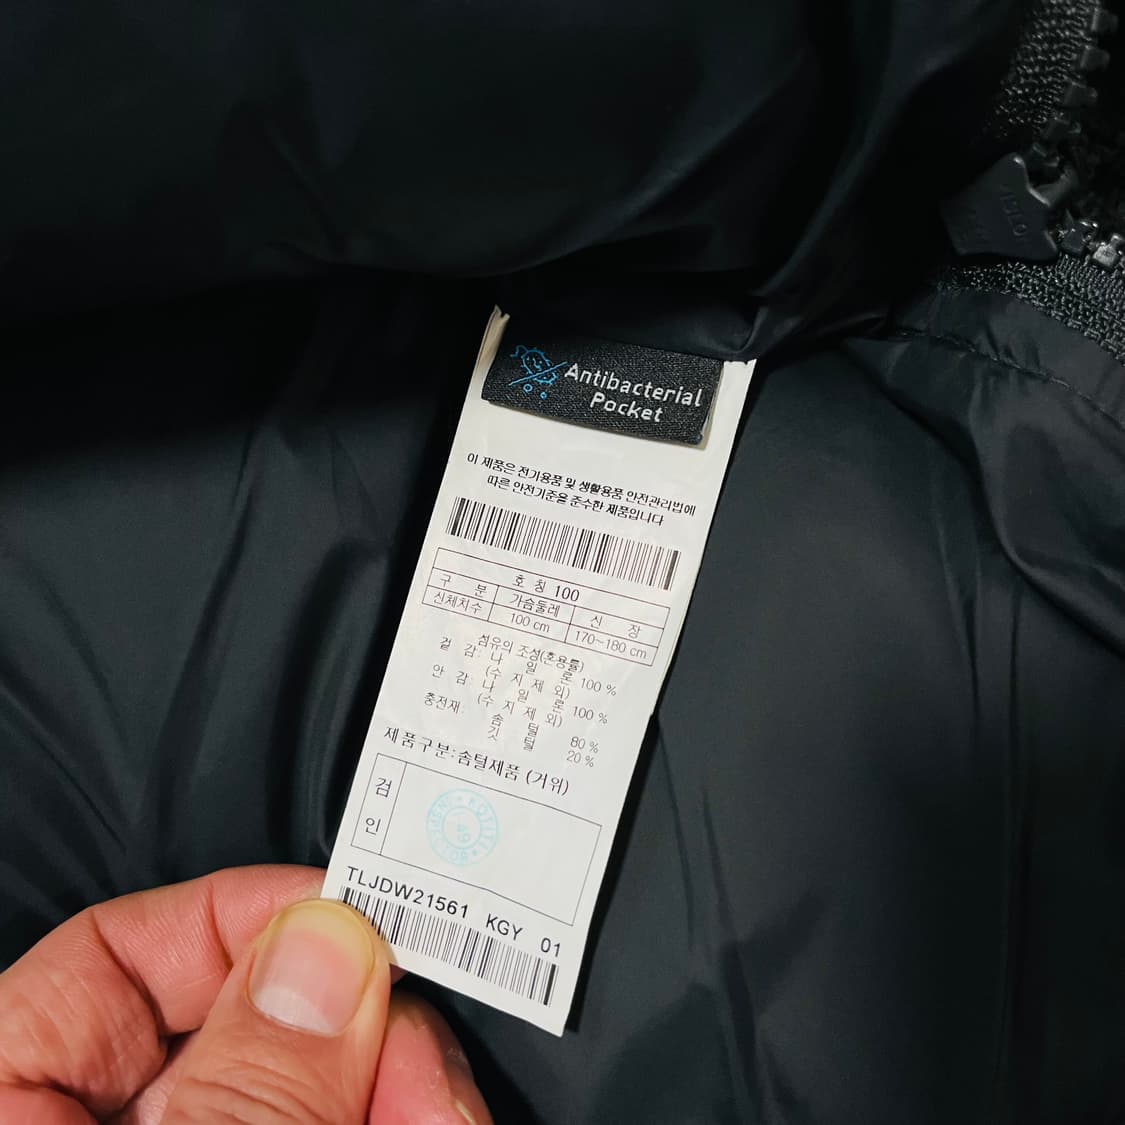 Antibacterial
Pocket
이 제품은 전기용품 및 생활용품 안전관리법에
따른 안전기준을 준수한 제품입니다
호 칭 100
구 분 가슴둘레 신 장
신체치수 100 cm 170~180 cm
섬유의 조성(혼용률)
겉 감: 나 일 론 100 %
(수 지 제 외)
안 감: 나 일 론 100 %
(수 지 제 외)
충전재: 솜 털 80 %
깃 털 20 %
제품구분:솜털제품 (거위)
검
인
KOTITI
TLJDW21561 KGY 01